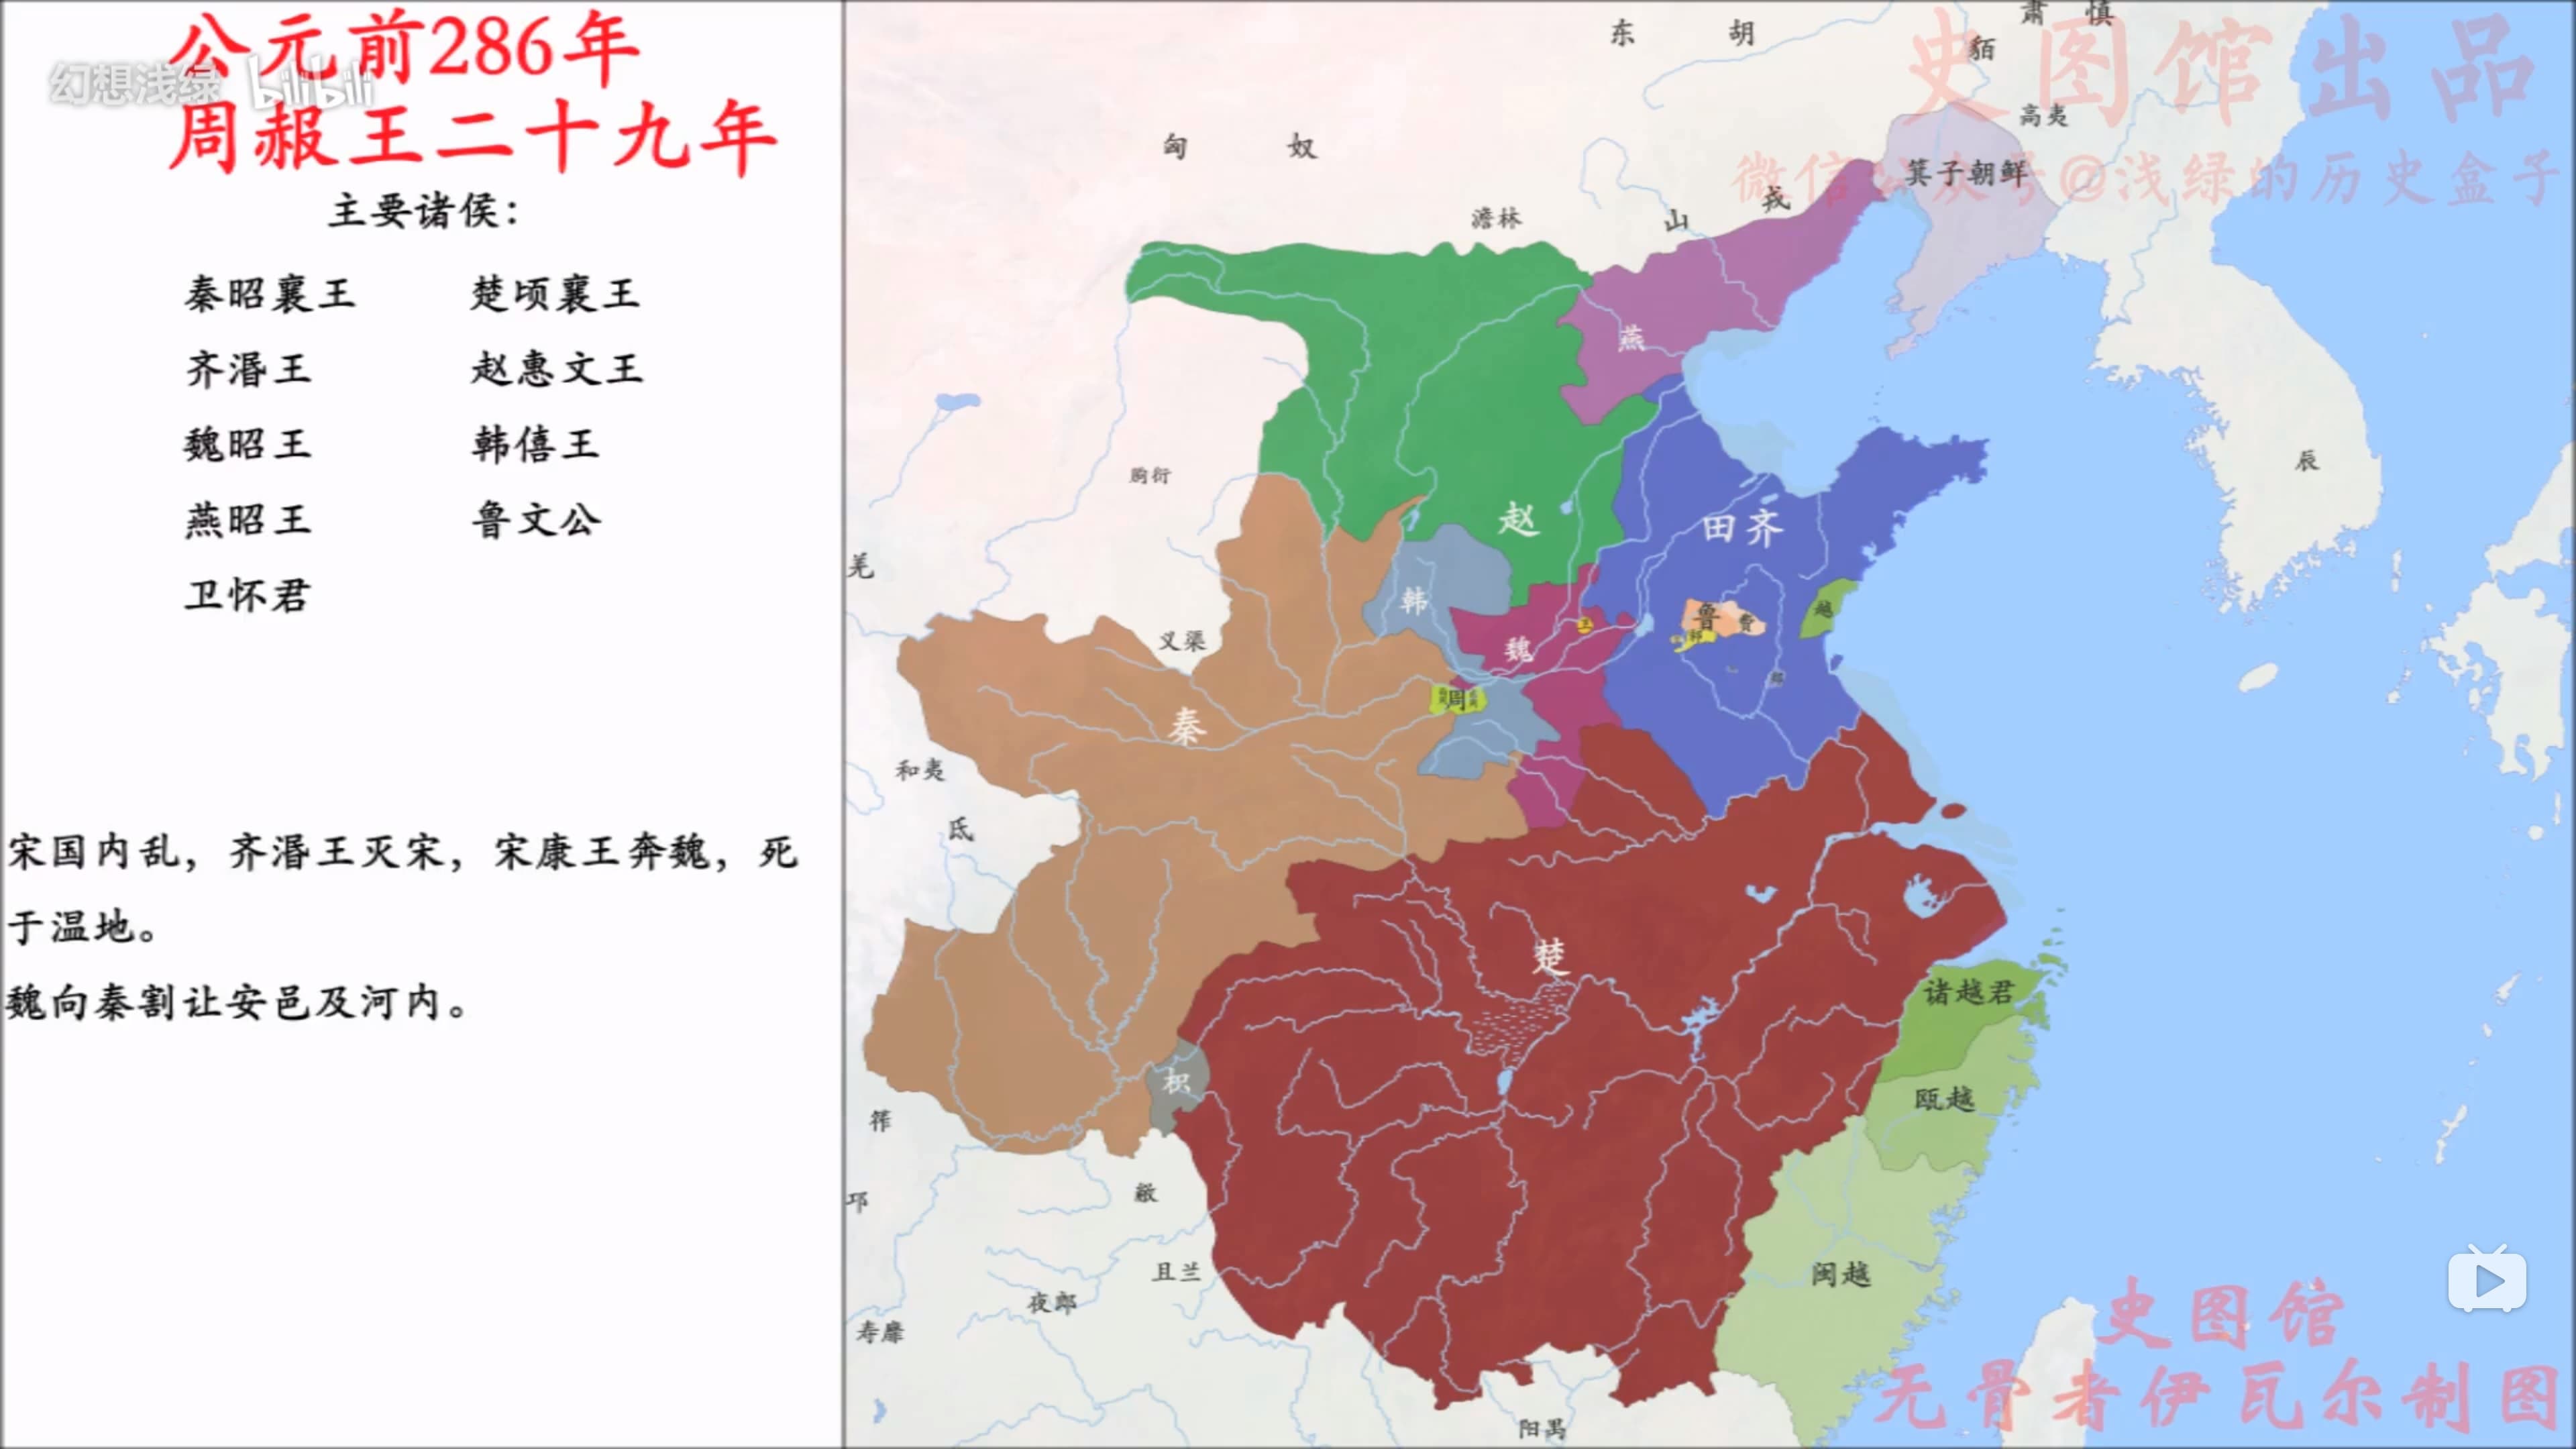 公元前286年
幻想浅绿 bilibili
周赧王二十九年
主要诸侯：
秦昭襄王 楚顷襄王
齐湣王 赵惠文王
魏昭王 韩僖王
燕昭王 鲁文公
卫怀君
宋国内乱，齐湣王灭宋，宋康王奔魏，死
于温地。
魏向秦割让安邑及河内。
史图馆出品
微信公众号@浅绿的历史盒子
肃慎
东胡
貊
高夷
匈奴
箕子朝鲜
山戎
澹林
燕
朐衍
辰
赵
田齐
羌
韩
鲁
费
越
邾
卫
义渠
魏
郯
周
秦
和夷
氐
楚
诸越君
枳
瓯越
筰
僰
邛
闽越
且兰
夜郎
寿靡
阳禺
史图馆
无骨者伊瓦尔制图